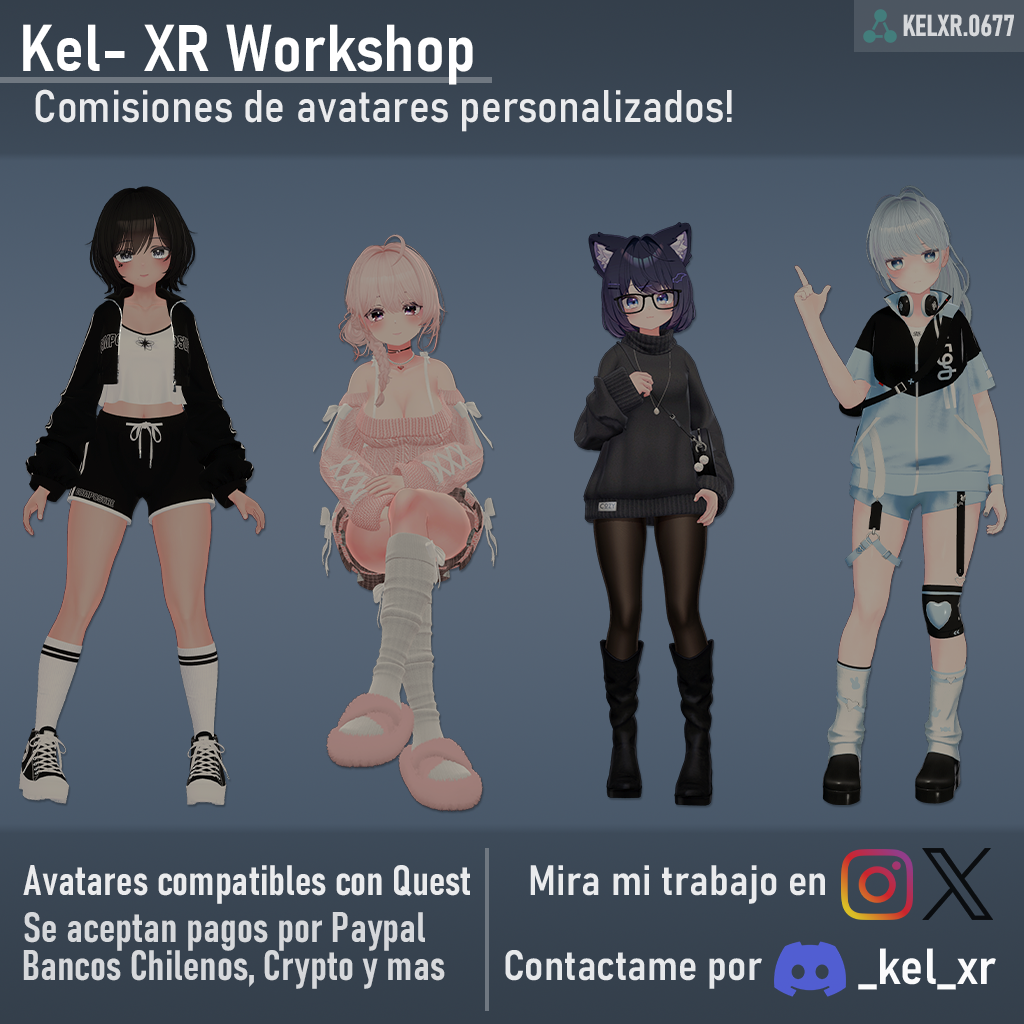 Kel- XR Workshop
KELXR.0677
Comisiones de avatares personalizados!
COZY
Avatares compatibles con Quest
Se aceptan pagos por Paypal
Bancos Chilenos, Crypto y mas
Mira mi trabajo en
Contactame por _kel_xr